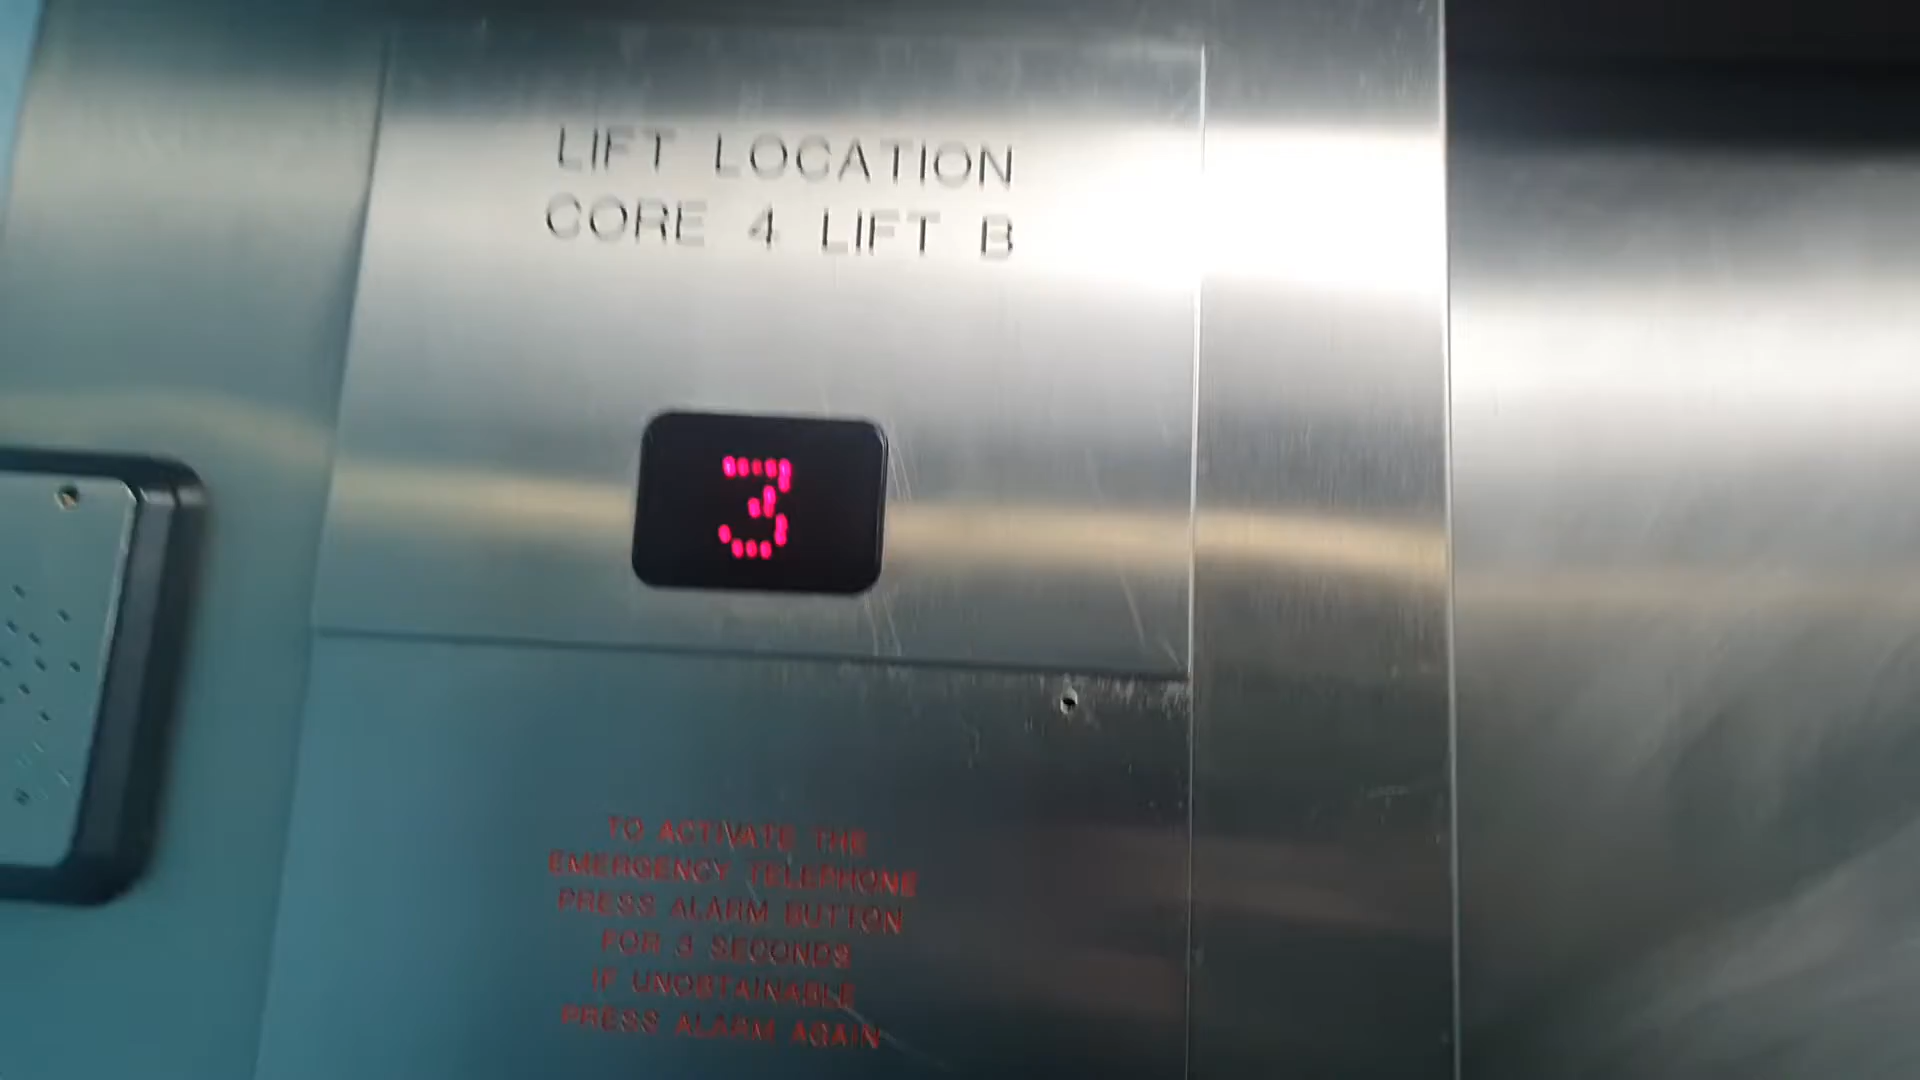 LIFT LOCATION
CORE 4 LIFT B
3
TO ACTIVATE THE
EMERGENCY TELEPHONE
PRESS ALARM BUTTON
FOR 3 SECONDS
IF UNOBTAINABLE
PRESS ALARM AGAIN